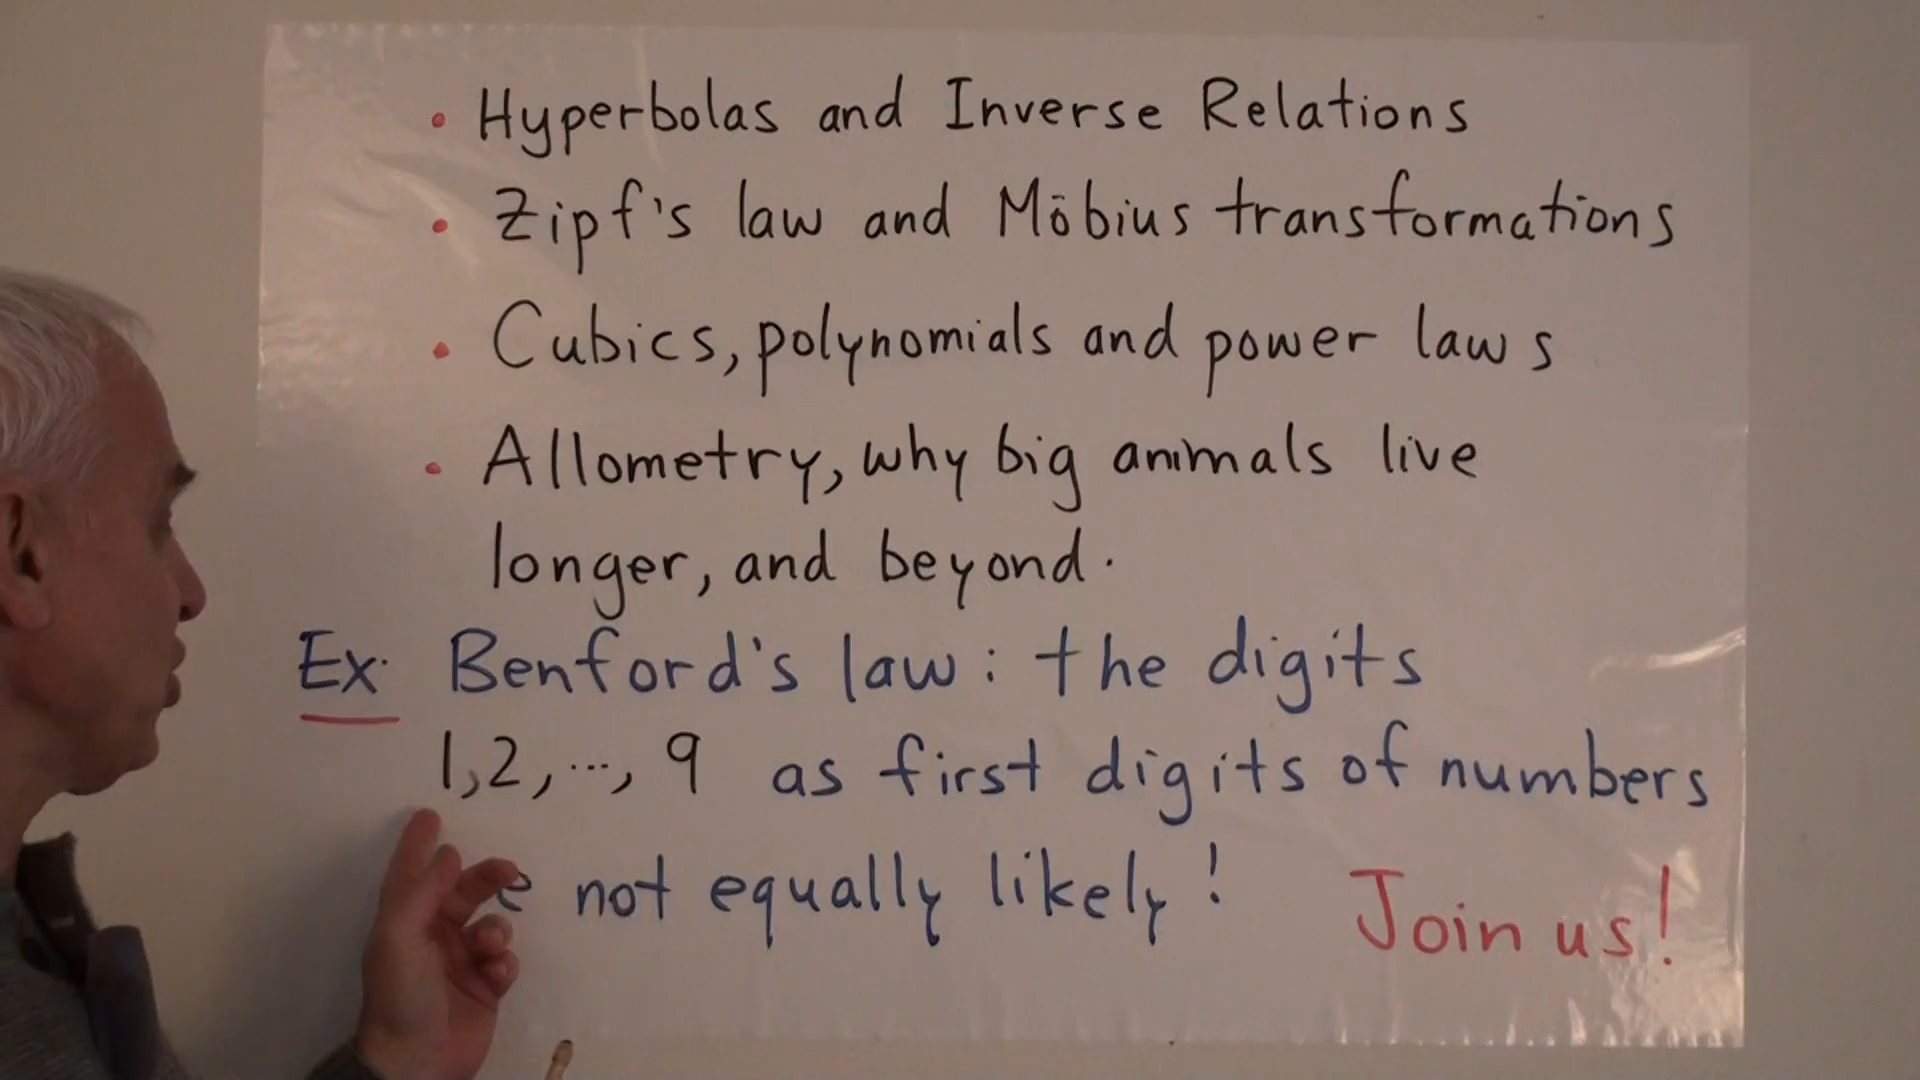 • Hyperbolas and Inverse Relations
• Zipf's law and Möbius transformations
• Cubics, polynomials and power laws
• Allometry, why big animals live
longer, and beyond.
Ex. Benford's law: the digits
1,2,..., 9 as first digits of numbers
not equally likely!
Join us!